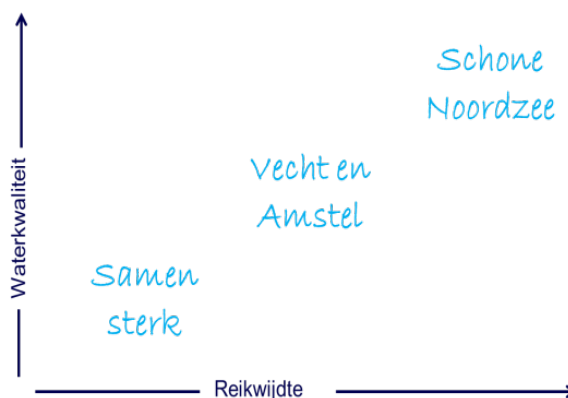 Schone
Noordzee
Vecht en
Amstel
Samen
sterk
Waterkwaliteit
Reikwijdte